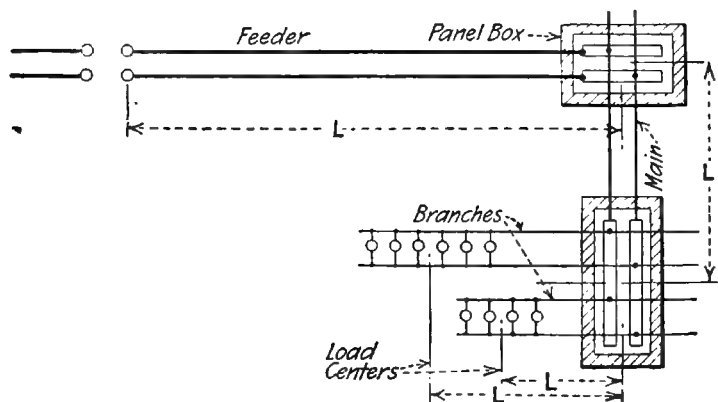 Feeder
Panel Box
L
Main
L
Branches
Load
Centers
L
L